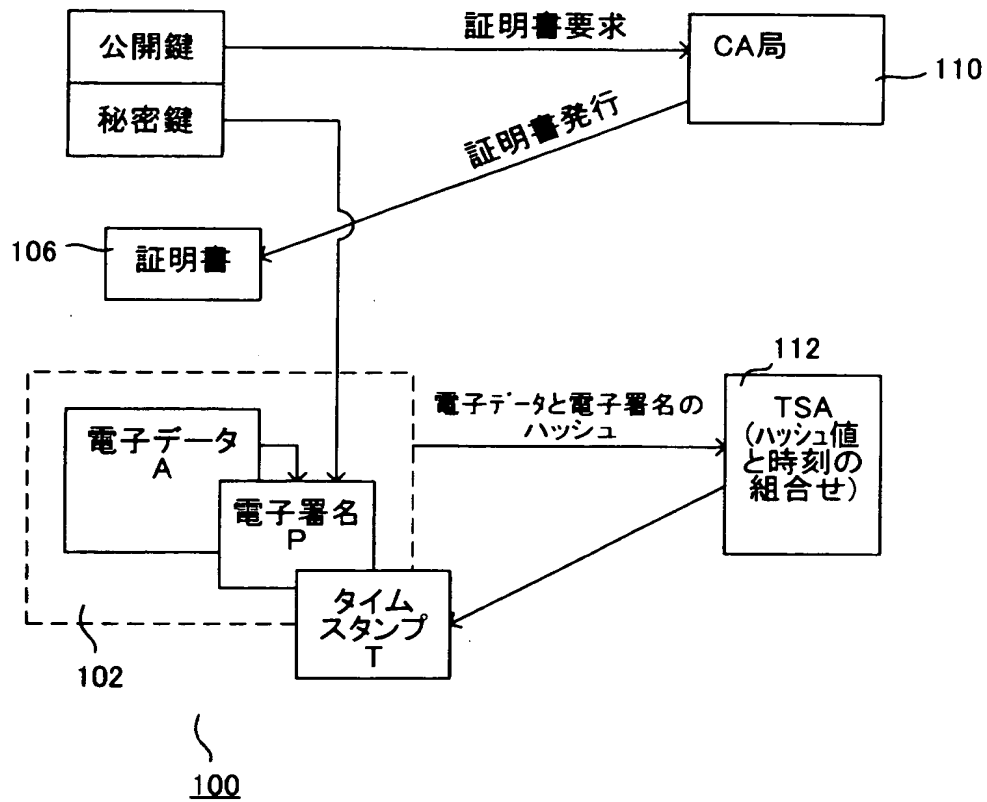 公開鍵
秘密鍵
証明書要求
CA局
110
証明書発行
106
証明書
112
電子データと電子署名の
ハッシュ
TSA
(ハッシュ値
と時刻の
組合せ)
電子データ
A
電子署名
P
タイム
スタンプ
T
102
100